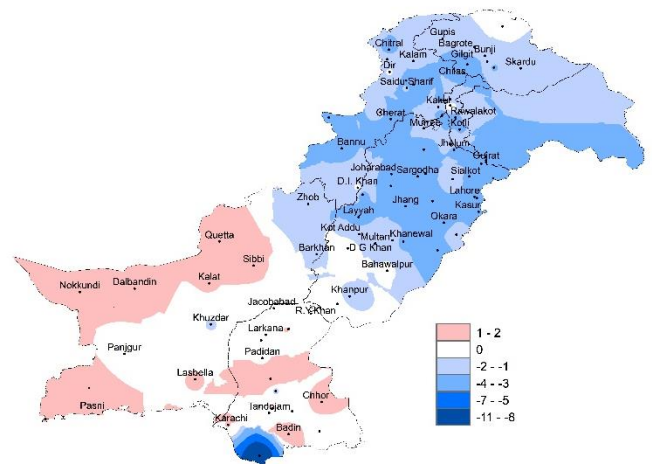 Gupis
Chitral
Bagrote
Bunji
Kalam
Gilgit
Dir
Skardu
Chilas
Saidu Sharif
Kakul
Cherat
Rawalakot
Murree
Kotli
Bannu
Jhelum
Gujrat
Joharabad
Sargodha
Sialkot
D.I. Khan
Zhob
Lahore
Jhang
Kasur
Layyah
Okara
Kot Addu
Quetta
Multan
Khanewal
Barkhan
D G Khan
Sibbi
Bahawalpur
Kalat
Nokkundi
Dalbandin
Khanpur
Jacobabad
R.Y.Khan
Khuzdar
Larkana
Panjgur
Padidan
Lasbella
Pasni
Chhor
Tandojam
Karachi
Badin
1 - 2
0
-2 - -1
-4 - -3
-7 - -5
-11 - -8